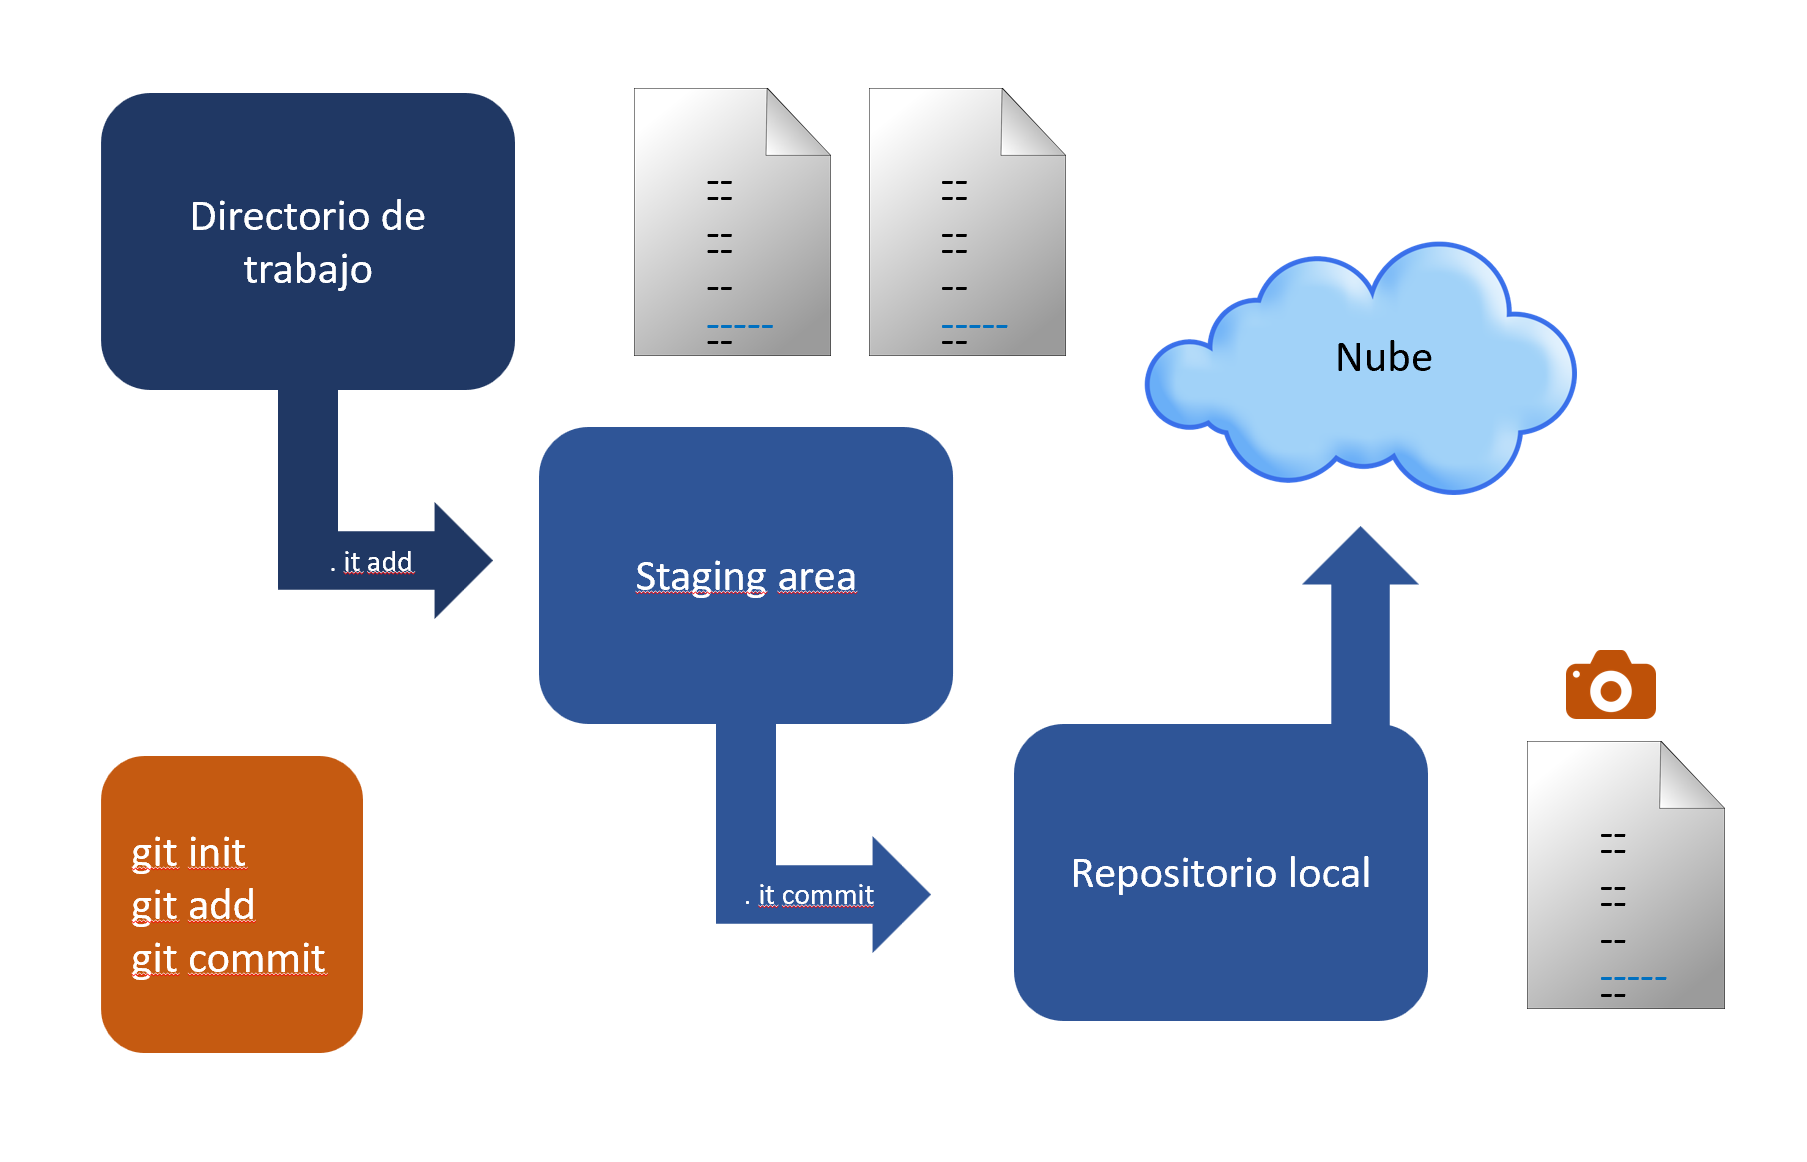 Directorio de
trabajo
-- 
--
--
--
--
-----
--
--
--
--
--
--
-----
--
Nube
. it add
Staging area
git init
git add
git commit
. it commit
Repositorio local
--
--
--
--
--
-----
--